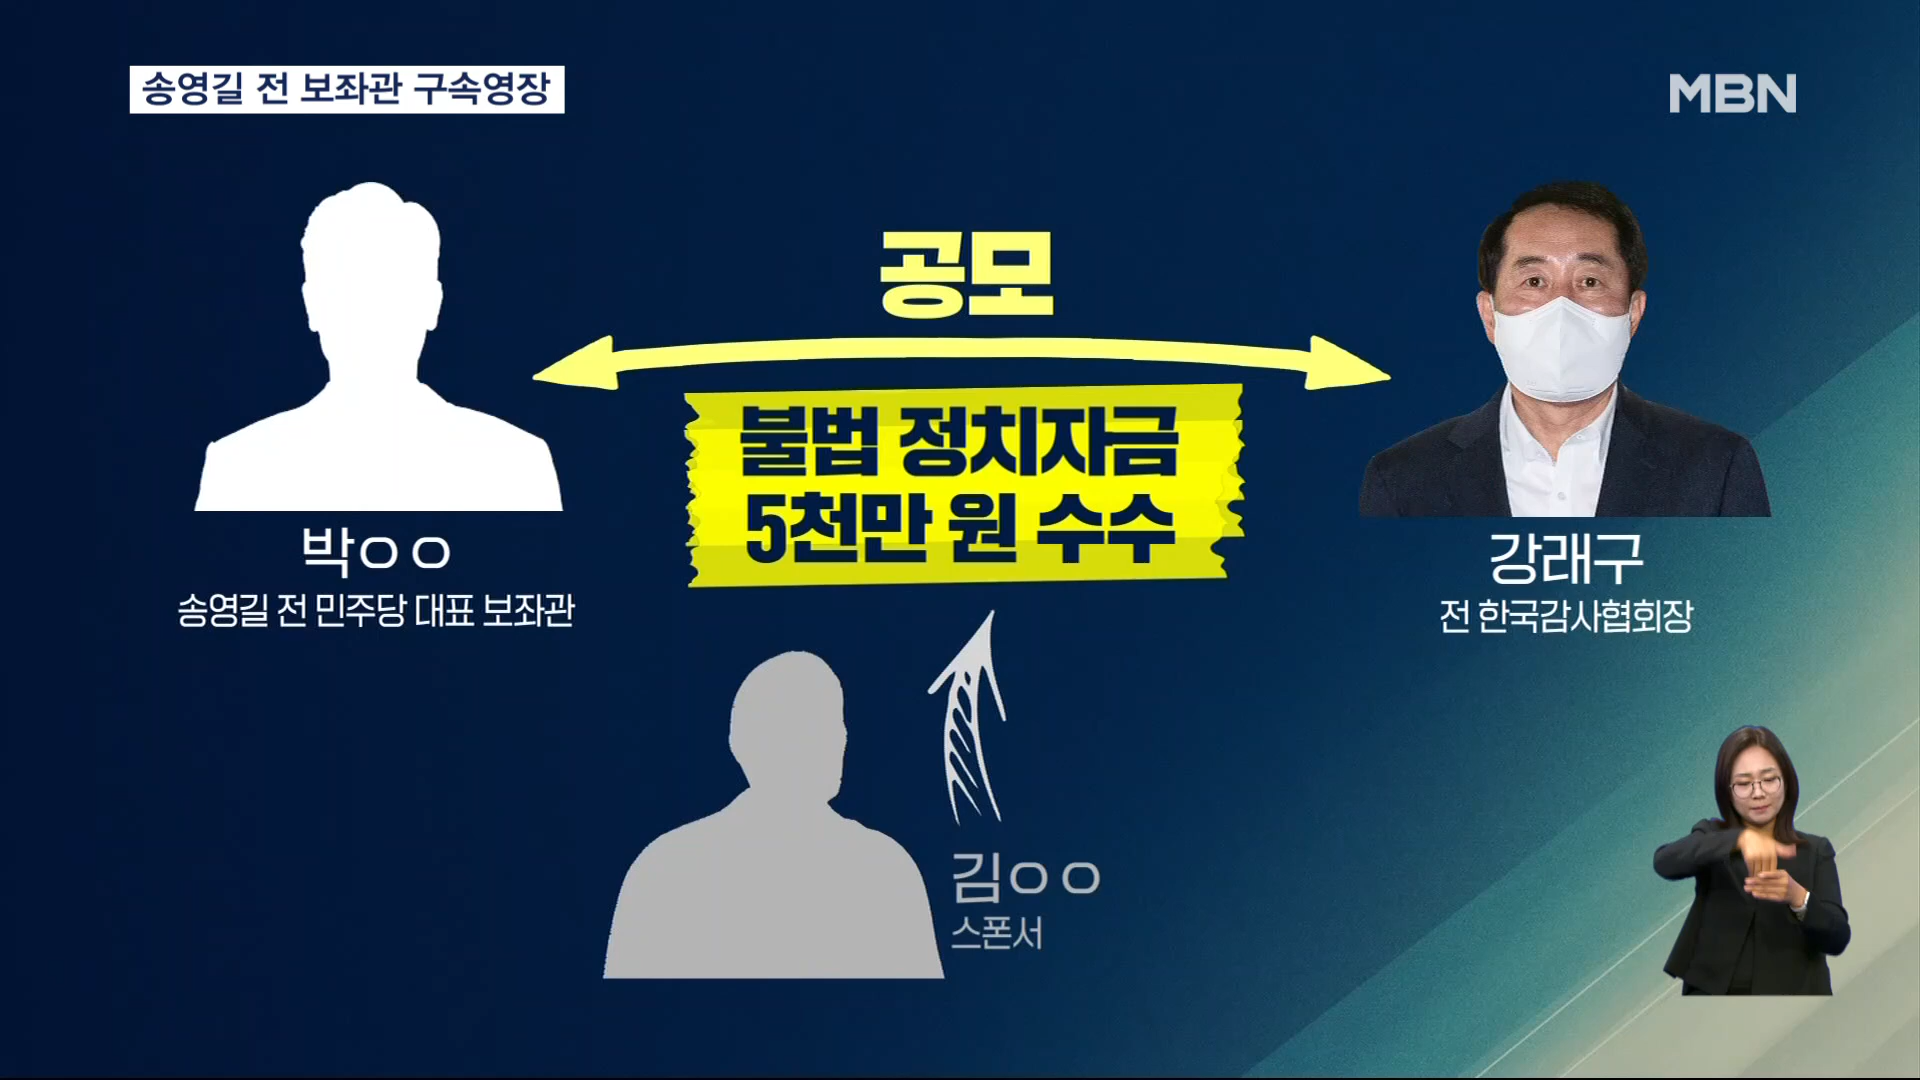 송영길 전 보좌관 구속영장
MBN
공모
불법 정치자금
5천만 원 수수
박ㅇㅇ
송영길 전 민주당 대표 보좌관
강래구
전 한국감사협회장
김ㅇㅇ
스폰서